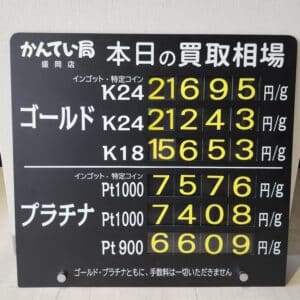 かんてい局 本日の買取相場
盛岡店
インゴット・特定コイン
K24 21695 円/g
ゴールド K24 21243 円/g
K18 15653 円/g
インゴット・特定コイン
Pt1000 7576 円/g
プラチナ Pt1000 7408 円/g
Pt900 6609 円/g
ゴールド・プラチナともに、手数料は一切いただきません